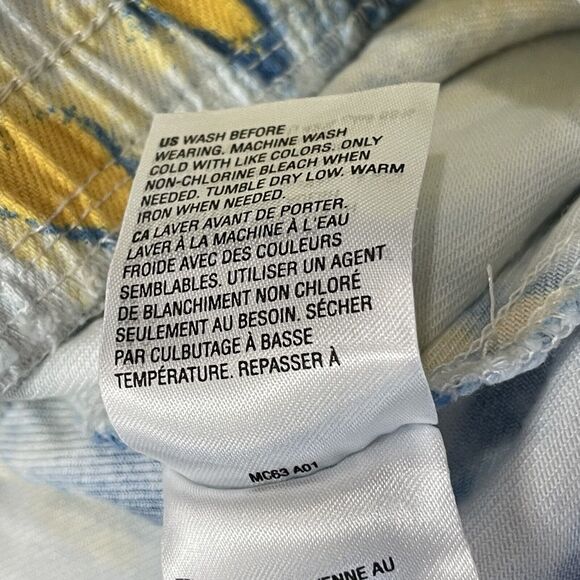 US WASH BEFORE
WEARING. MACHINE WASH
COLD WITH LIKE COLORS. ONLY
NON-CHLORINE BLEACH WHEN
NEEDED. TUMBLE DRY LOW. WARM
IRON WHEN NEEDED.
CA LAVER AVANT DE PORTER.
LAVER À LA MACHINE À L'EAU
FROIDE AVEC DES COULEURS
SEMBLABLES. UTILISER UN AGENT
DE BLANCHIMENT NON CHLORÉ
SEULEMENT AU BESOIN. SÉCHER
PAR CULBUTAGE À BASSE
TEMPÉRATURE. REPASSER À
MC63 A01
AU